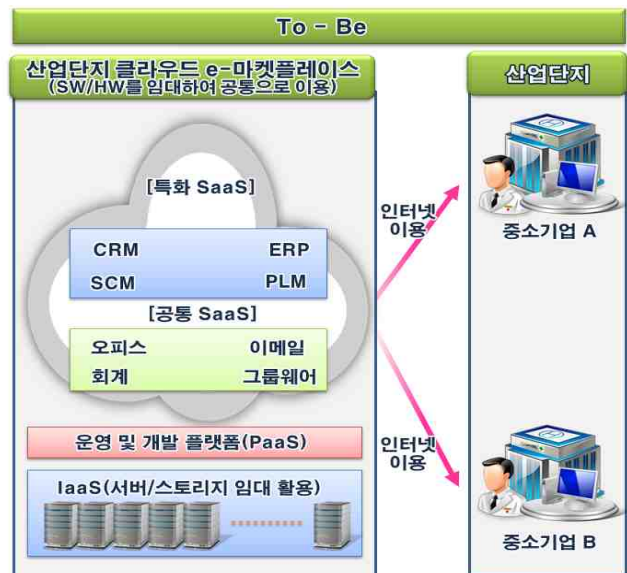 To - Be
산업단지 클라우드 e-마켓플레이스
(SW/HW를 임대하여 공통으로 이용)
[특화 SaaS]
CRM ERP
SCM PLM
[공통 SaaS]
오피스 이메일
회계 그룹웨어
운영 및 개발 플랫폼(PaaS)
IaaS(서버/스토리지 임대 활용)
인터넷
이용
인터넷
이용
산업단지
중소기업 A
중소기업 B